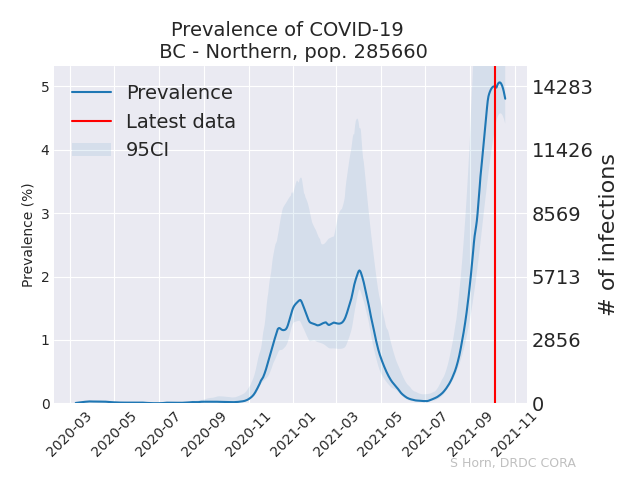 Prevalence of COVID-19
BC - Northern, pop. 285660
Prevalence
Latest data
95CI
Prevalence (%)
5
4
3
2
1
0
14283
11426
8569
5713
2856
0
# of infections
2020-03
2020-05
2020-07
2020-09
2020-11
2021-01
2021-03
2021-05
2021-07
2021-09
2021-11
S Horn, DRDC CORA